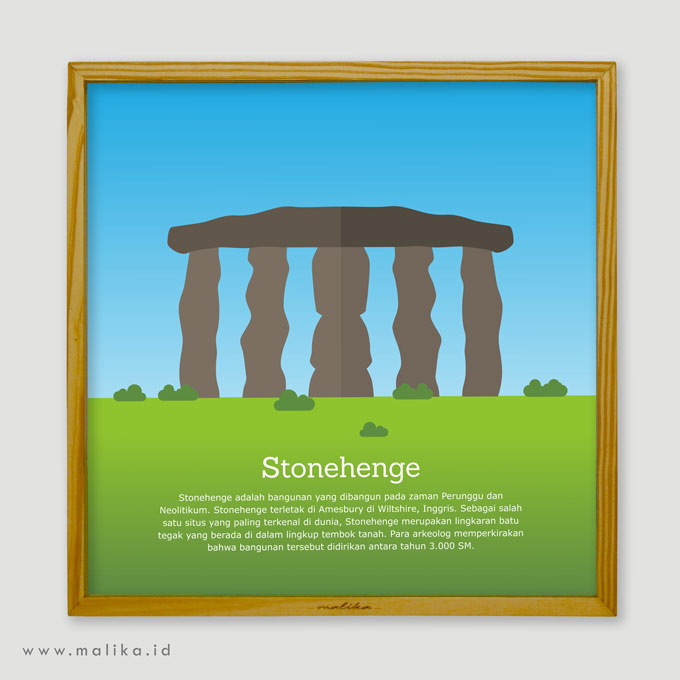 Stonehenge
Stonehenge adalah bangunan yang dibangun pada zaman Perunggu dan
Neolitikum. Stonehenge terletak di Amesbury di Wiltshire, Inggris. Sebagai salah
satu situs yang paling terkenal di dunia, Stonehenge merupakan lingkaran batu
tegak yang berada di dalam lingkup tembok tanah. Para arkeolog memperkirakan
bahwa bangunan tersebut didirikan antara tahun 3.000 SM.
malika
www.malika.id